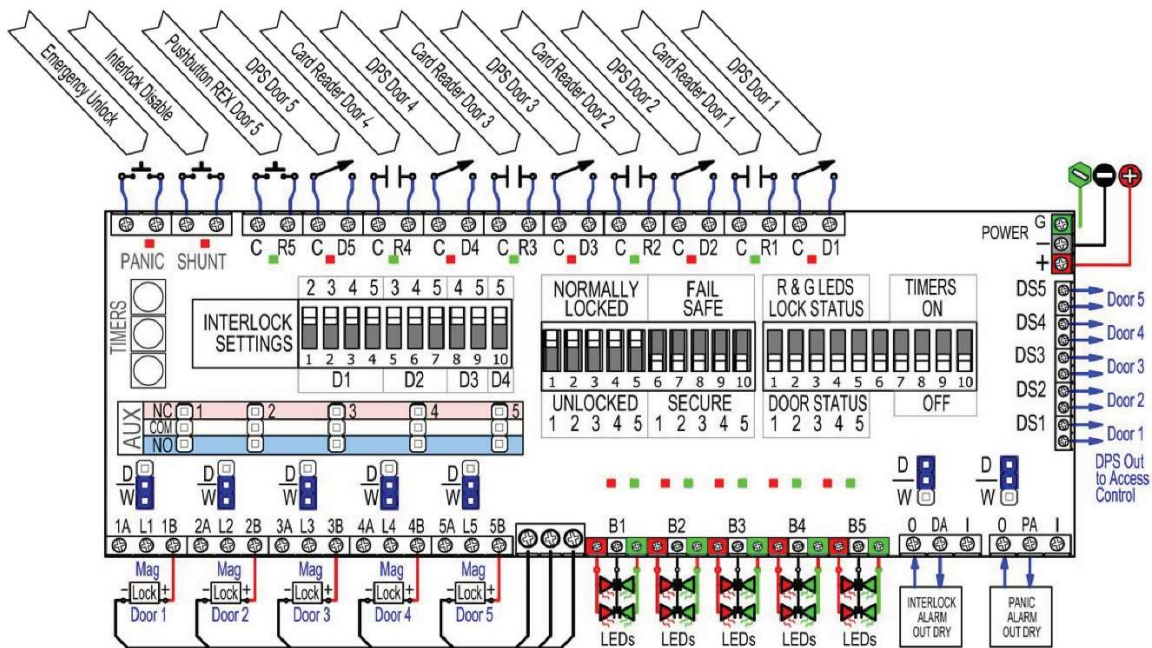 Emergency Unlock
Interlock Disable
Pushbutton REX Door 5
DPS Door 5
Card Reader Door 4
DPS Door 4
Card Reader Door 3
DPS Door 3
Card Reader Door 2
DPS Door 2
Card Reader Door 1
DPS Door 1
PANIC SHUNT
C R5 C D5 C R4 C D4 C R3 C D3 C R2 C D2 C R1 C D1
POWER G
−
+
TIMERS
INTERLOCK
SETTINGS
2 3 4 5 3 4 5 4 5 5
1 2 3 4 5 6 7 8 9 10
D1 D2 D3 D4
NORMALLY
LOCKED
FAIL
SAFE
1 2 3 4 5 6 7 8 9 10
UNLOCKED
1 2 3 4 5
SECURE
1 2 3 4 5
R & G LEDS
LOCK STATUS
TIMERS
ON
1 2 3 4 5 6 7 8 9 10
DOOR STATUS
1 2 3 4 5
OFF
DS5 Door 5
DS4 Door 4
DS3 Door 3
DS2 Door 2
DS1 Door 1
DPS Out
to Access
Control
AUX
NC 1 2 3 4 5
COM
NO
D D D D D D D
W W W W W W W
1A L1 1B 2A L2 2B 3A L3 3B 4A L4 4B 5A L5 5B
B1 B2 B3 B4 B5
O DA I O PA I
Mag Mag Mag Mag Mag
− Lock + − Lock + − Lock + − Lock + − Lock +
Door 1 Door 2 Door 3 Door 4 Door 5
LEDs LEDs LEDs LEDs LEDs
INTERLOCK
ALARM
OUT DRY
PANIC
ALARM
OUT DRY